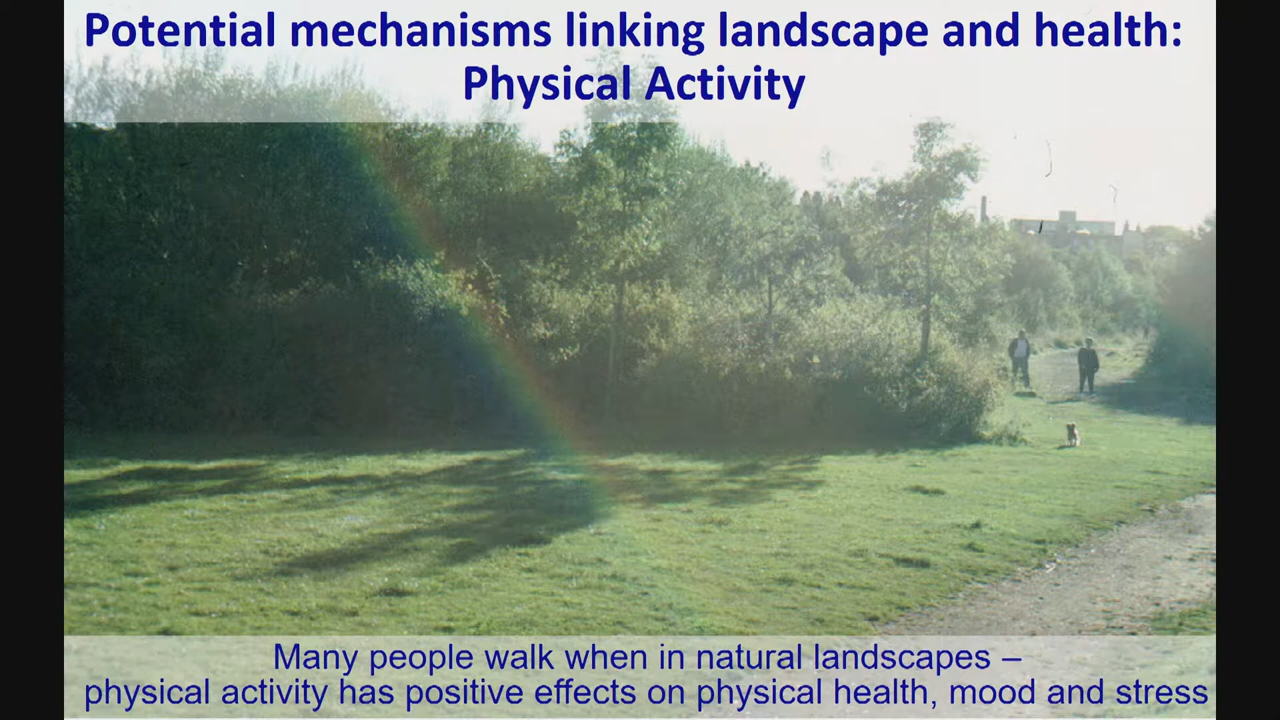 Potential mechanisms linking landscape and health:
Physical Activity
Many people walk when in natural landscapes –
physical activity has positive effects on physical health, mood and stress